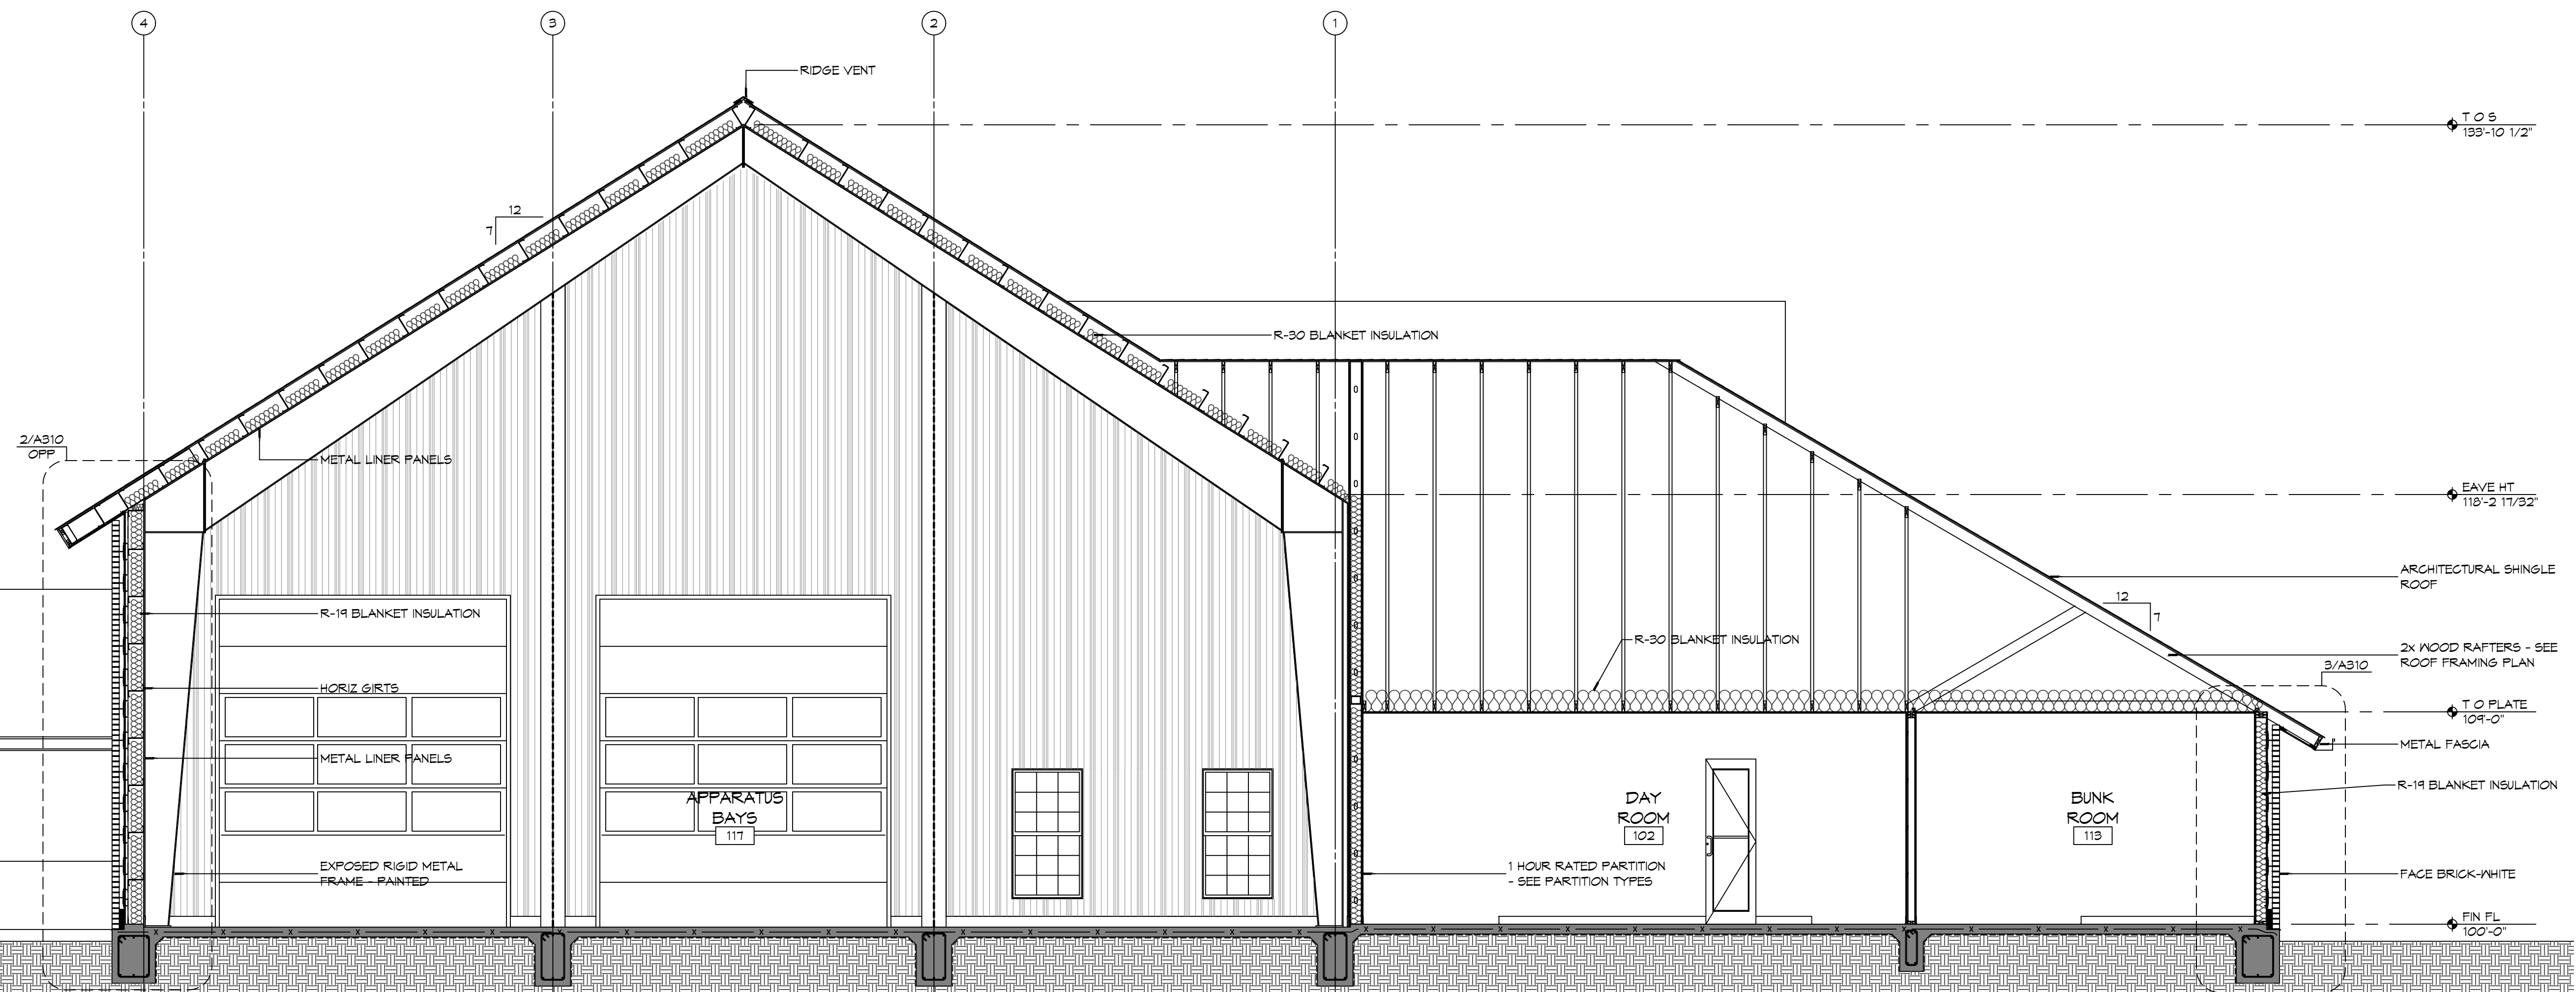 4
3
2
1
RIDGE VENT
T O S
133'-10 1/2"
12
7
R-30 BLANKET INSULATION
2/A310
OPP
METAL LINER PANELS
EAVE HT
118'-2 17/32"
ARCHITECTURAL SHINGLE
ROOF
12
7
R-19 BLANKET INSULATION
R-30 BLANKET INSULATION
2x WOOD RAFTERS - SEE
ROOF FRAMING PLAN
3/A310
HORIZ GIRTS
T O PLATE
109'-0"
METAL FASCIA
METAL LINER PANELS
R-19 BLANKET INSULATION
APPARATUS
BAYS
117
DAY
ROOM
102
BUNK
ROOM
113
EXPOSED RIGID METAL
FRAME - PAINTED
1 HOUR RATED PARTITION
- SEE PARTITION TYPES
FACE BRICK-WHITE
FIN FL
100'-0"